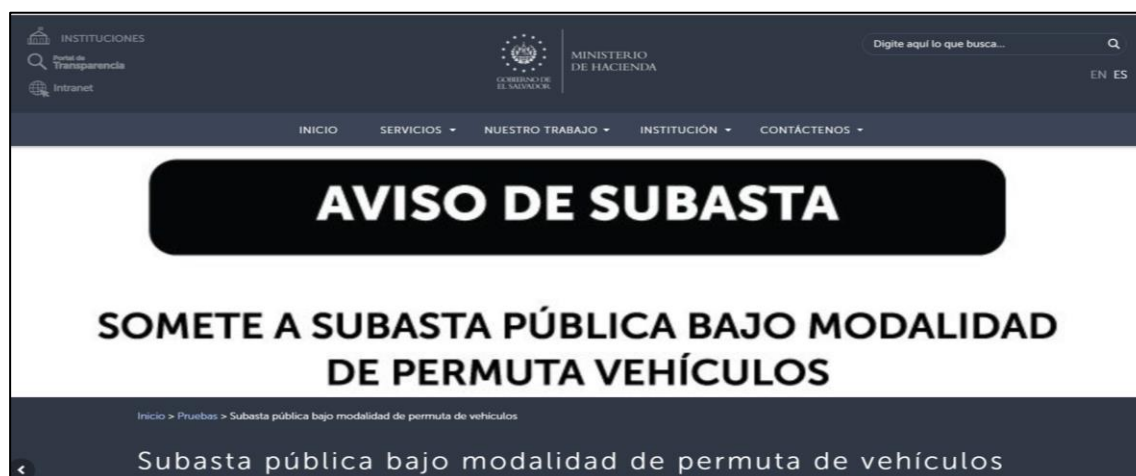 INSTITUCIONES
Portal de
Transparencia
Intranet
GOBIERNO DE
EL SALVADOR
MINISTERIO
DE HACIENDA
Digite aquí lo que busca...
EN ES
INICIO SERVICIOS NUESTRO TRABAJO INSTITUCIÓN CONTÁCTENOS
AVISO DE SUBASTA
SOMETE A SUBASTA PÚBLICA BAJO MODALIDAD
DE PERMUTA VEHÍCULOS
Inicio > Pruebas > Subasta pública bajo modalidad de permuta de vehículos
Subasta pública bajo modalidad de permuta de vehículos